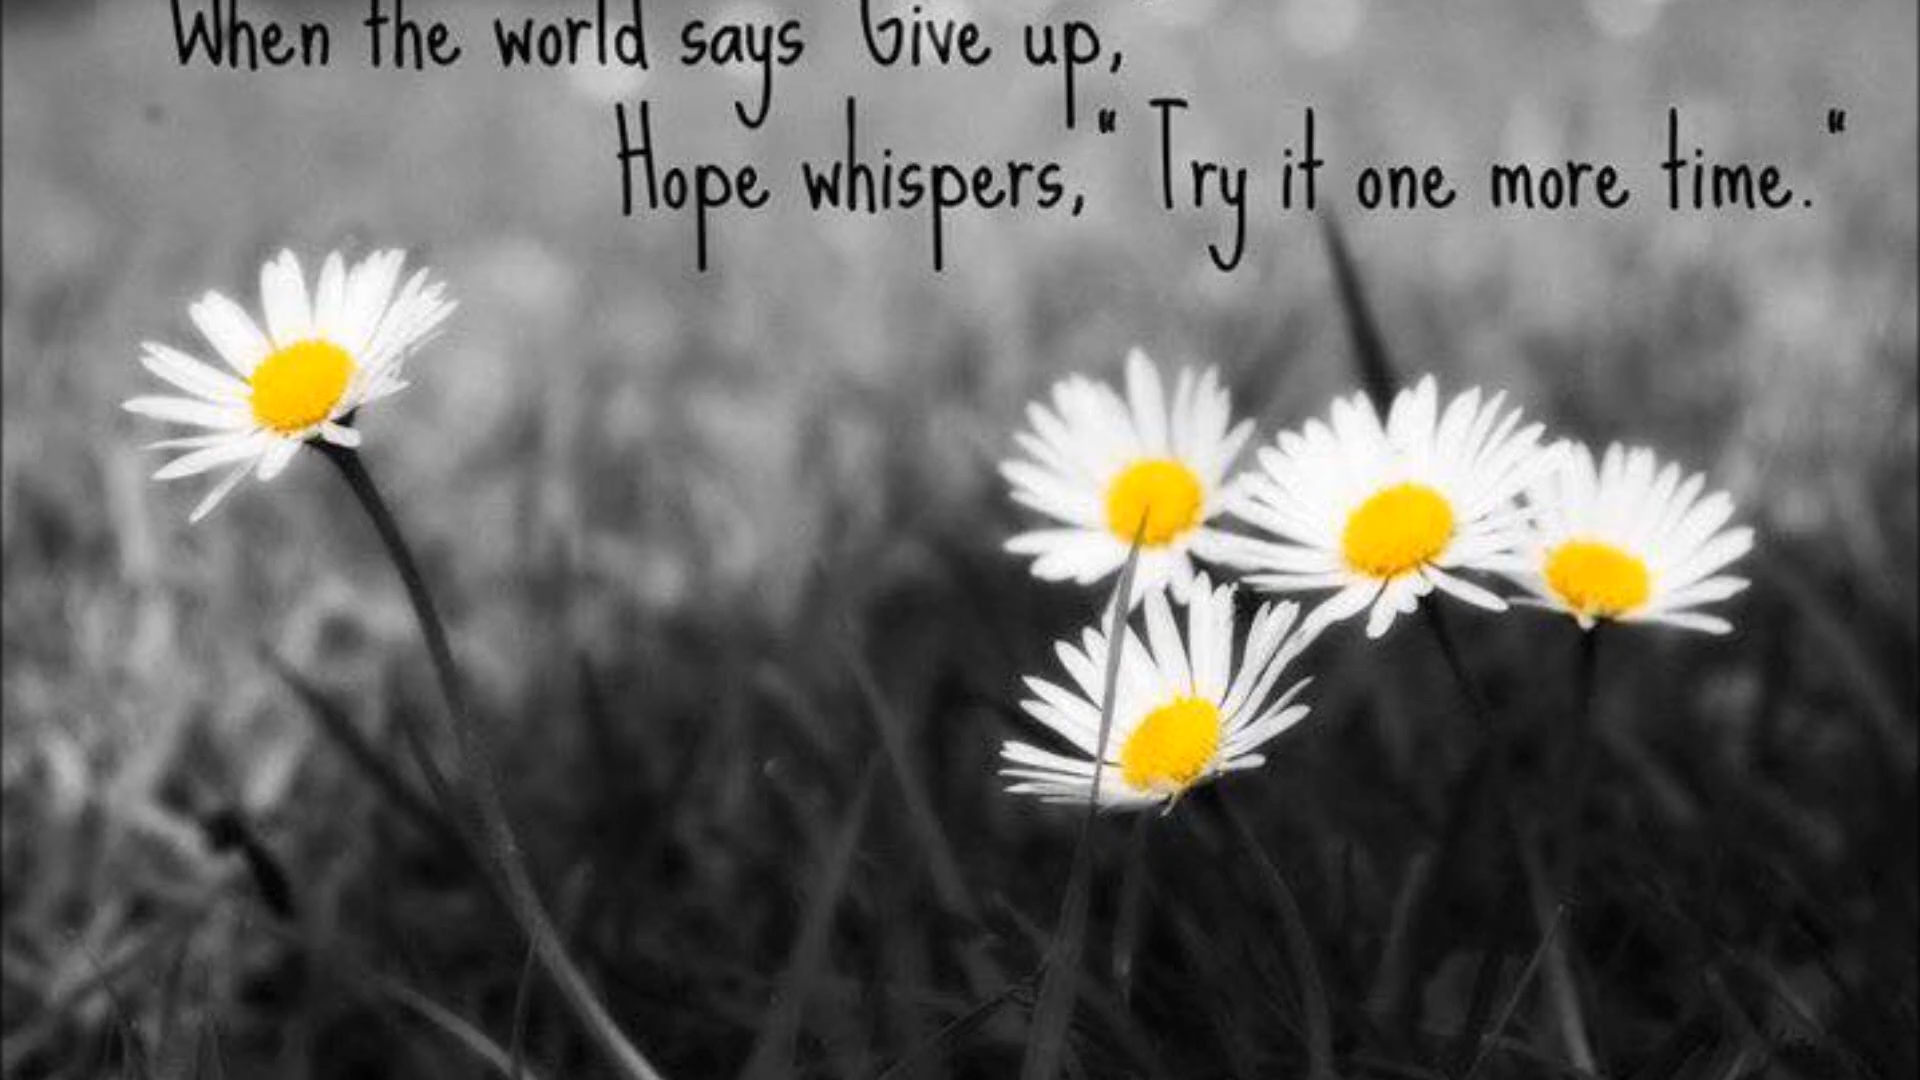 When the world says Give up,
Hope whispers, “Try it one more time.“